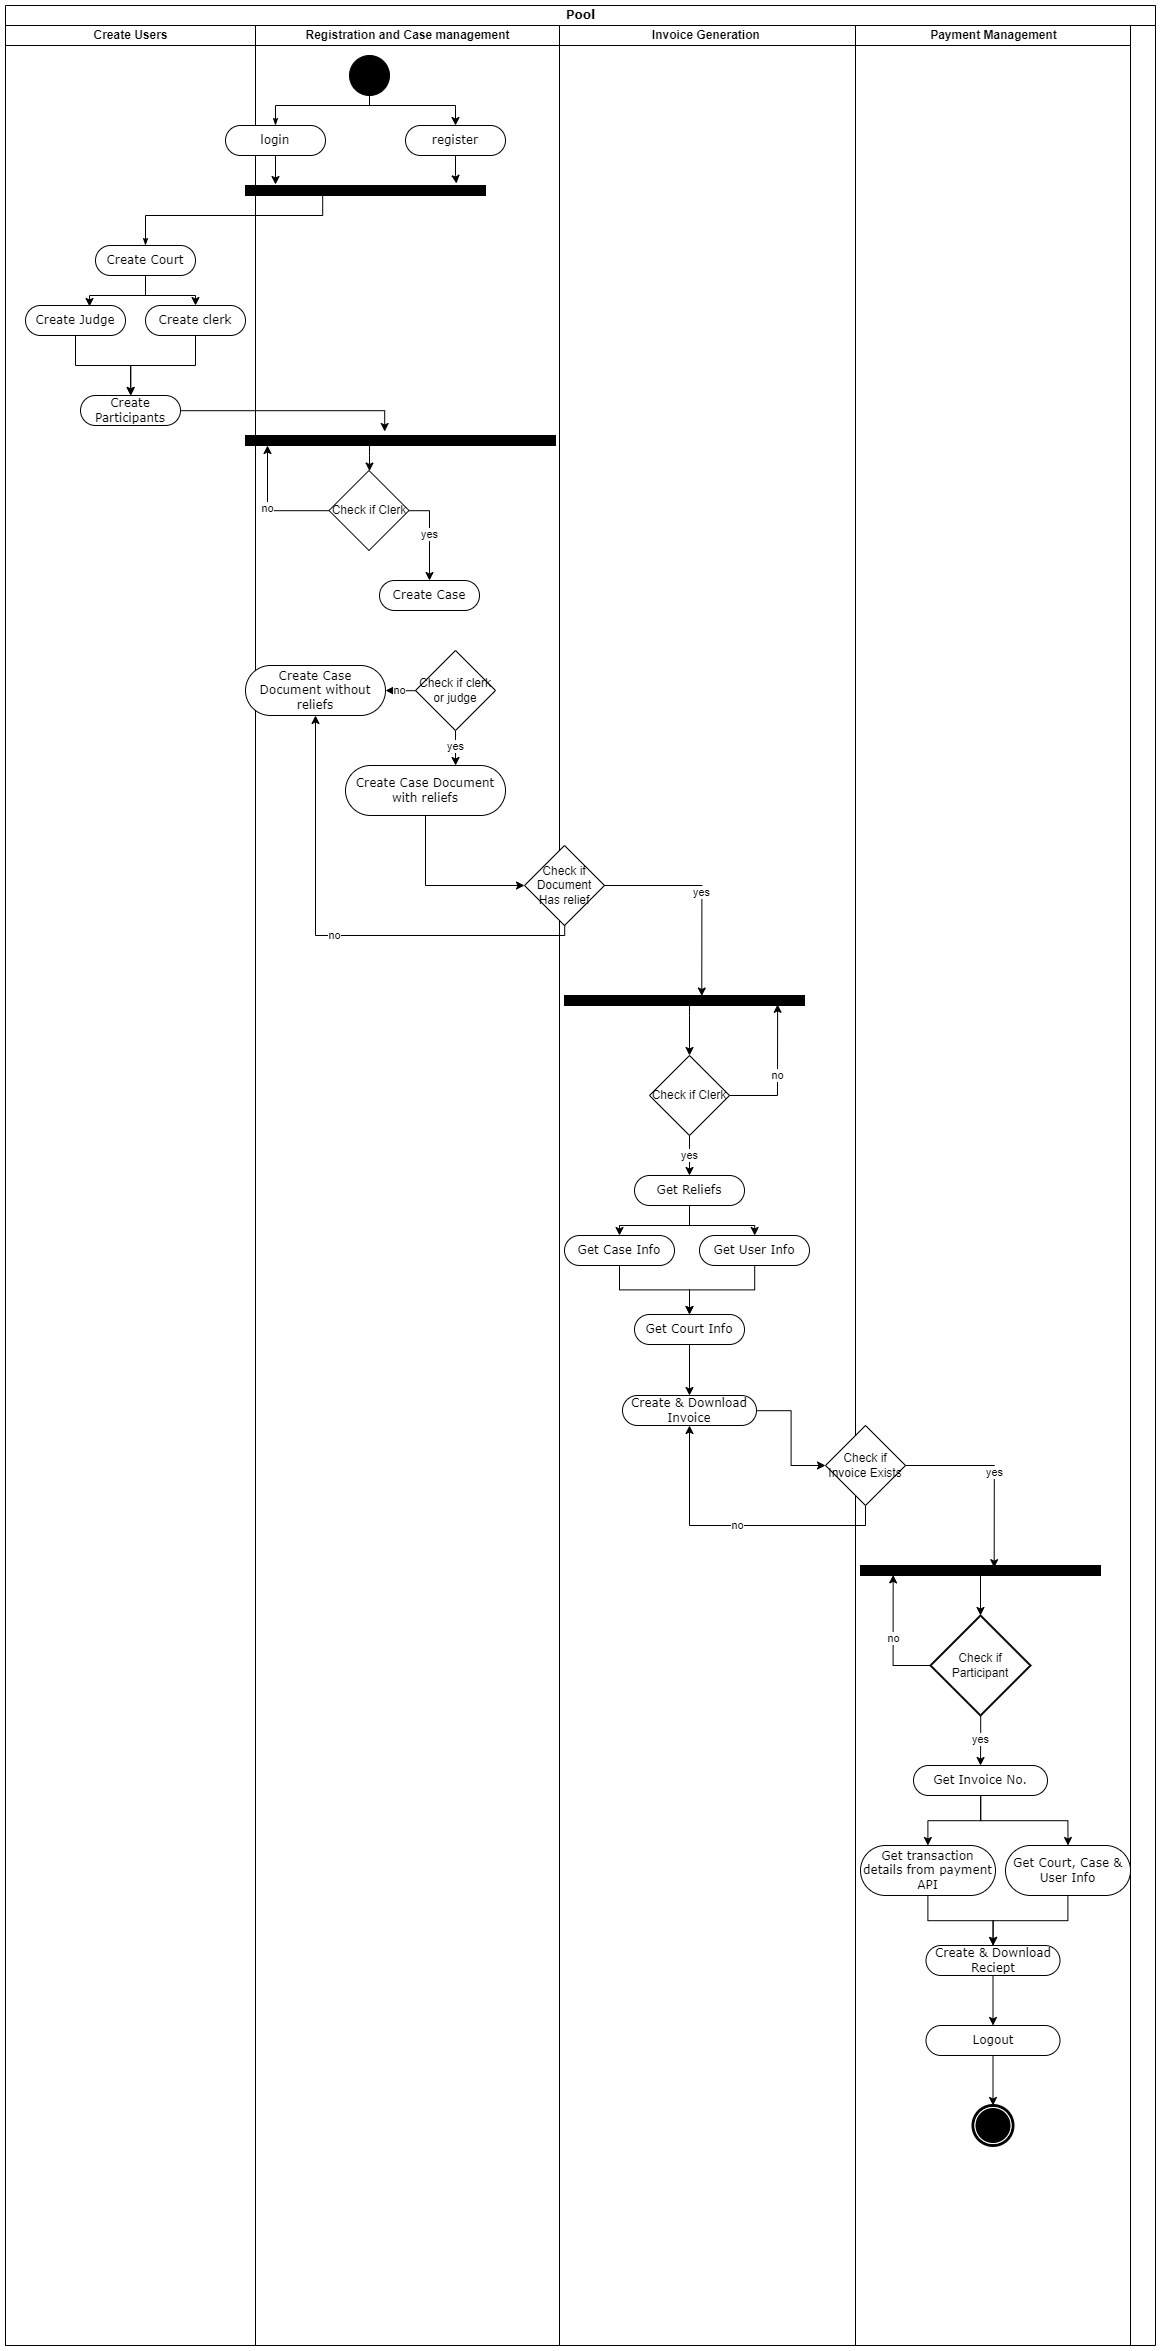 Pool
Create Users
Registration and Case management
Invoice Generation
Payment Management
login
register
Create Court
Create Judge
Create clerk
Create
Participants
Check if Clerk
no
yes
Create Case
Create Case
Document without
reliefs
no
Check if clerk
or judge
yes
Create Case Document
with reliefs
Check if
Document
Has relief
yes
no
Check if Clerk
no
yes
Get Reliefs
Get Case Info
Get User Info
Get Court Info
Create & Download
Invoice
Check if
Invoice Exists
yes
no
Check if
Participant
no
yes
Get Invoice No.
Get transaction
details from payment
API
Get Court, Case &
User Info
Create & Download
Reciept
Logout